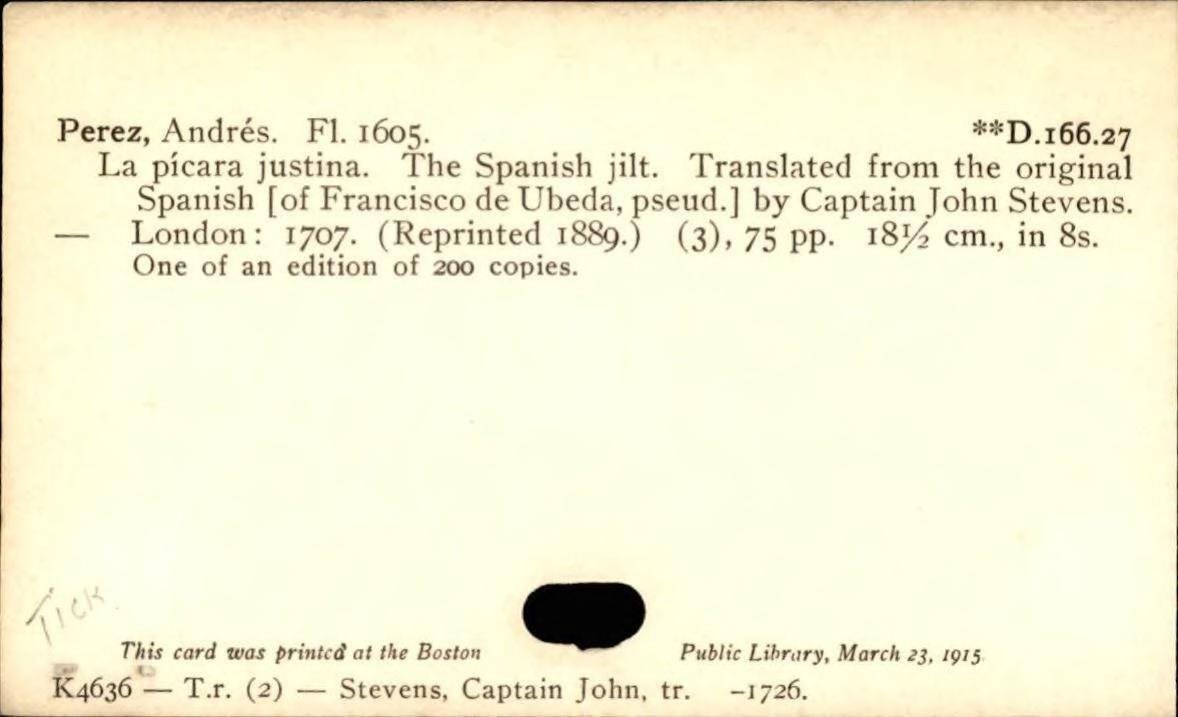 Perez, Andrés. Fl. 1605. **D.166.27
La pícara justina. The Spanish jilt. Translated from the original
Spanish [of Francisco de Ubeda, pseud.] by Captain John Stevens.
— London: 1707. (Reprinted 1889.) (3), 75 pp. 18½ cm., in 8s.
One of an edition of 200 copies.
TICK
This card was printed at the Boston Public Library, March 23, 1915.
K4636 — T.r. (2) — Stevens, Captain John, tr. -1726.